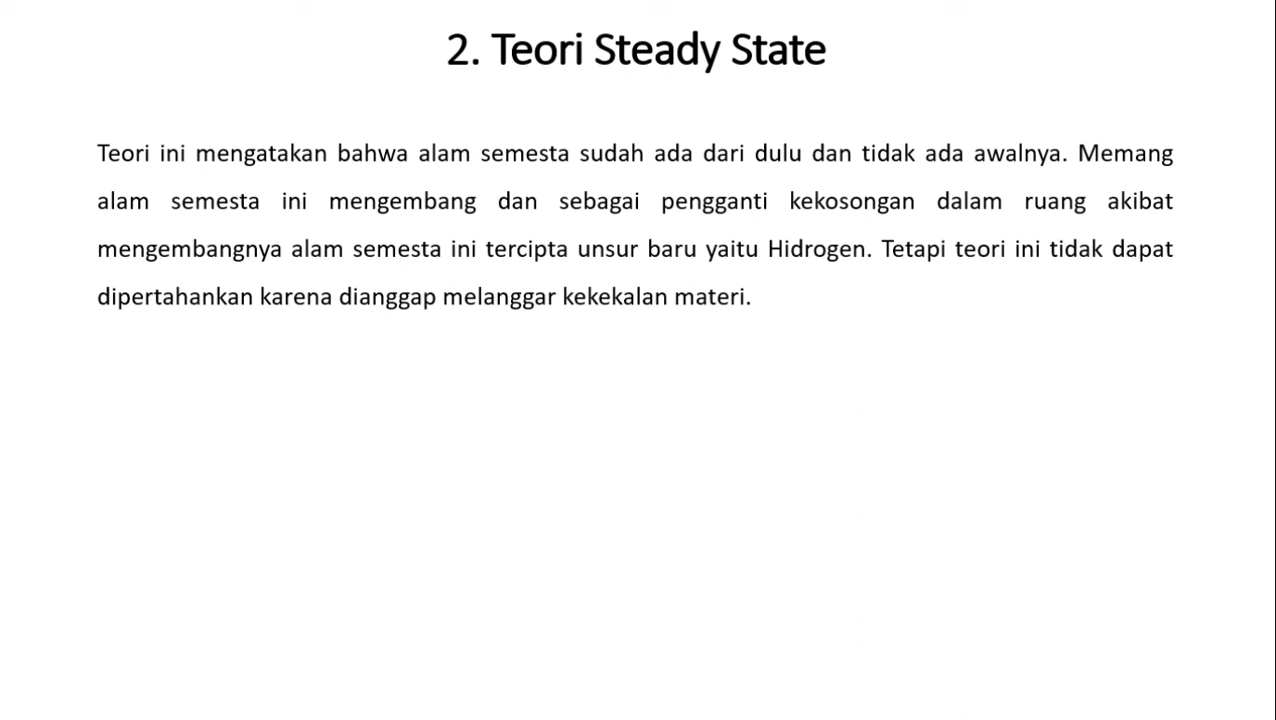 2. Teori Steady State
Teori ini mengatakan bahwa alam semesta sudah ada dari dulu dan tidak ada awalnya. Memang
alam semesta ini mengembang dan sebagai pengganti kekosongan dalam ruang akibat
mengembangnya alam semesta ini tercipta unsur baru yaitu Hidrogen. Tetapi teori ini tidak dapat
dipertahankan karena dianggap melanggar kekekalan materi.